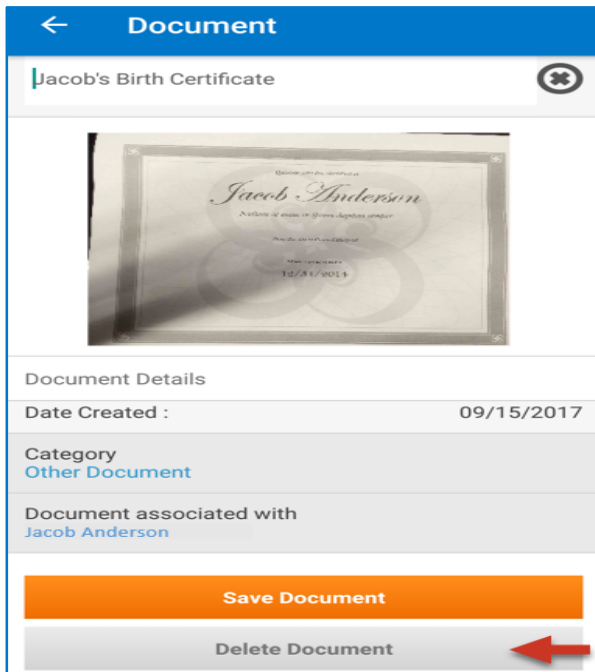 Document
Jacob's Birth Certificate
Jacob Anderson
12/31/2014
Document Details
Date Created : 09/15/2017
Category
Other Document
Document associated with
Jacob Anderson
Save Document
Delete Document